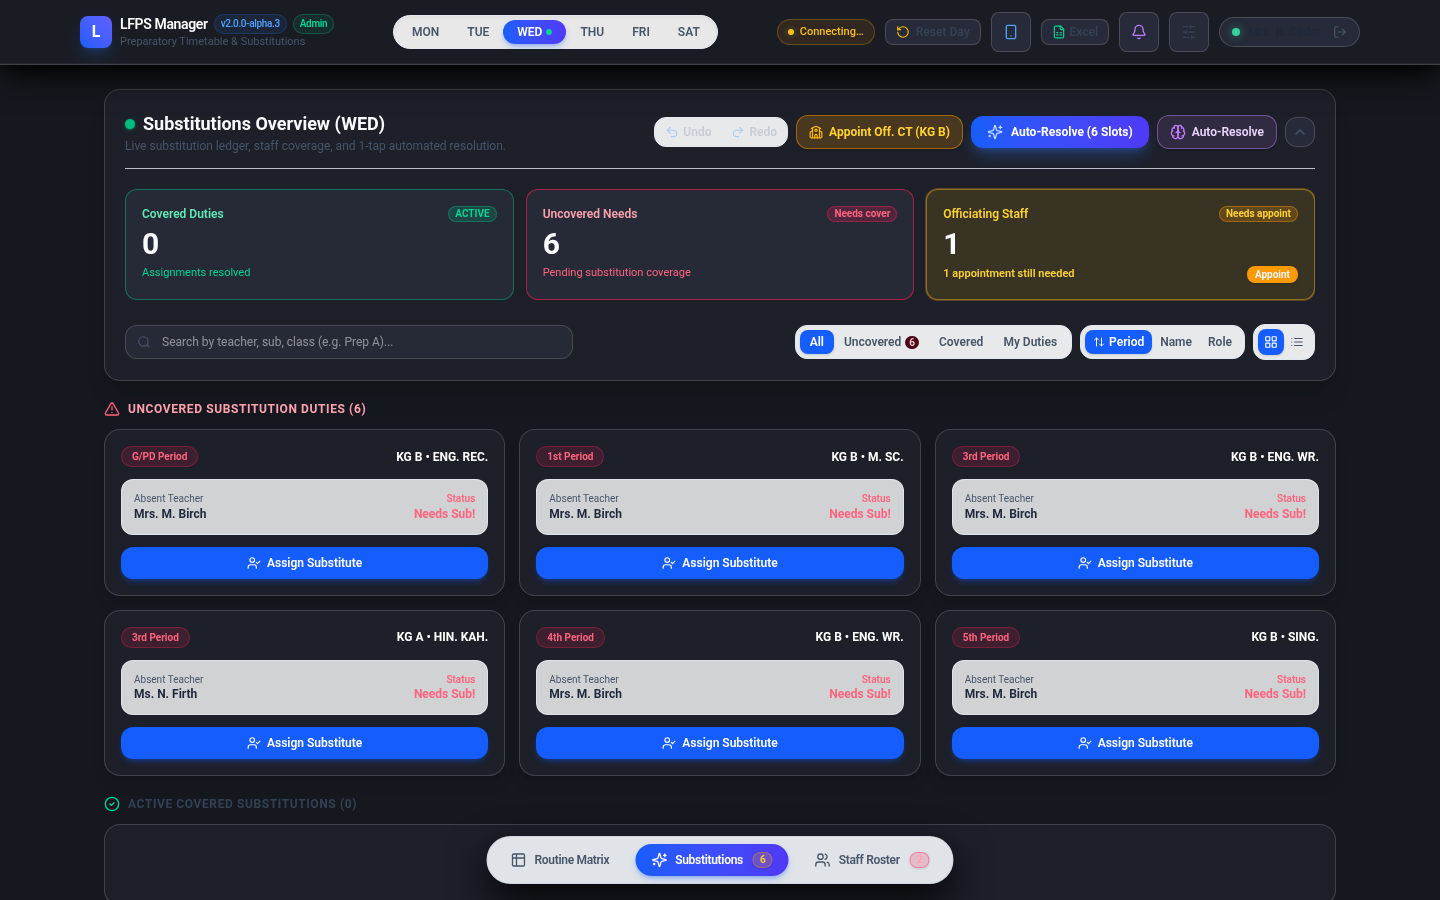 L
LFPS Manager
v2.0.0-alpha.3
Admin
Preparatory Timetable & Substitutions
MON
TUE
WED
THU
FRI
SAT
Connecting...
Reset Day
Excel
Substitutions Overview (WED)
Live substitution ledger, staff coverage, and 1-tap automated resolution.
Undo
Redo
Appoint Off. CT (KG B)
Auto-Resolve (6 Slots)
Auto-Resolve
Covered Duties
ACTIVE
0
Assignments resolved
Uncovered Needs
Needs cover
6
Pending substitution coverage
Officiating Staff
Needs appoint
1
1 appointment still needed
Appoint
Search by teacher, sub, class (e.g. Prep A)...
All
Uncovered 6
Covered
My Duties
Period
Name
Role
UNCOVERED SUBSTITUTION DUTIES (6)
G/PD Period
KG B • ENG. REC.
Absent Teacher
Status
Mrs. M. Birch
Needs Sub!
Assign Substitute
1st Period
KG B • M. SC.
Absent Teacher
Status
Mrs. M. Birch
Needs Sub!
Assign Substitute
3rd Period
KG B • ENG. WR.
Absent Teacher
Status
Mrs. M. Birch
Needs Sub!
Assign Substitute
3rd Period
KG A • HIN. KAH.
Absent Teacher
Status
Ms. N. Firth
Needs Sub!
Assign Substitute
4th Period
KG B • ENG. WR.
Absent Teacher
Status
Mrs. M. Birch
Needs Sub!
Assign Substitute
5th Period
KG B • SING.
Absent Teacher
Status
Mrs. M. Birch
Needs Sub!
Assign Substitute
ACTIVE COVERED SUBSTITUTIONS (0)
Routine Matrix
Substitutions
6
Staff Roster